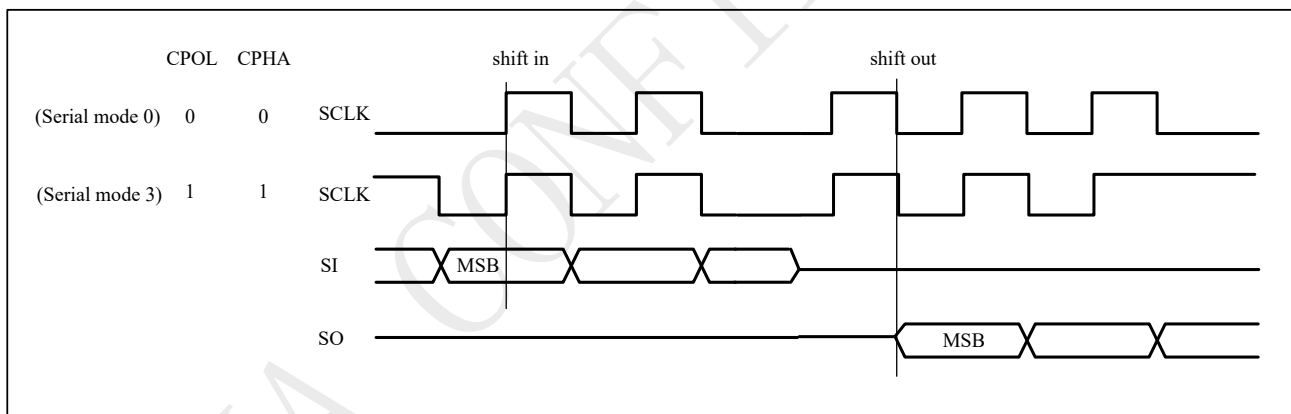 CPOL CPHA shift in shift out
(Serial mode 0) 0 0 SCLK
(Serial mode 3) 1 1 SCLK
SI MSB
SO MSB